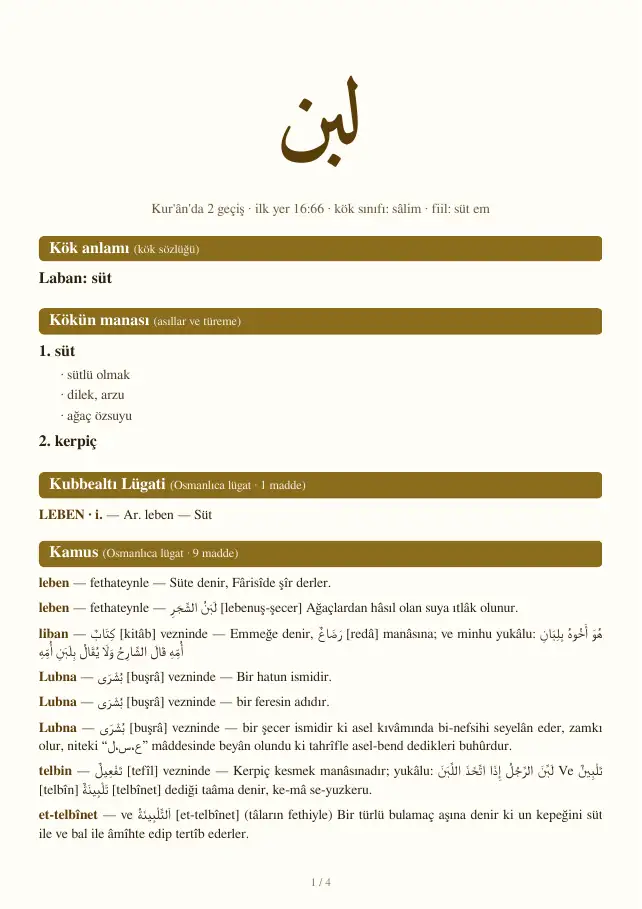 لبن
Kur'ân'da 2 geçiş · ilk yer 16:66 · kök sınıfı: sâlim · fiil: süt em
Kök anlamı (kök sözlüğü)
Laban: süt
Kökün manası (asıllar ve türeme)
1. süt
· sütlü olmak
· dilek, arzu
· ağaç özsuyu
2. kerpiç
Kubbealtı Lügati (Osmanlıca lügat · 1 madde)
LEBEN · i. — Ar. leben — Süt
Kamus (Osmanlıca lügat · 9 madde)
leben — fethateynle — Süte denir, Fârisîde şîr derler.
leben — fethateynle — لَبَنُ الشَّجَرِ [lebenuş-şecer] Ağaçlardan hâsıl olan suya ıtlâk olunur.
liban — كِتَابٌ [kitâb] vezninde — Emmeğe denir, رَضَاعٌ [redâ] manâsına; ve minhu yukâlu: هُوَ أَخُوهُ بِلِبَانِ
أُمِّهِ قَالَ الشَّارِحُ وَلَا يُقَالُ بِلَبَنِ أُمِّهِ
Lubna — بُشْرَى [buşrâ] vezninde — Bir hatun ismidir.
Lubna — بُشْرَى [buşrâ] vezninde — bir feresin adıdır.
Lubna — بُشْرَى [buşrâ] vezninde — bir şecer ismidir ki asel kıvâmında bi-nefsihi seyelân eder, zamkı
olur, niteki “ع.س.ل” mâddesinde beyân olundu ki tahrîfle asel-bend dedikleri buhûrdur.
telbin — تَفْعِيلٌ [tefîl] vezninde — Kerpiç kesmek manâsınadır; yukâlu: لَبَّنَ الرَّجُلُ إِذَا اتَّخَذَ اللَّبِنَ Ve تَلْبِينٌ
[telbîn] تَلْبِينَةٌ [telbînet] dediği taâma denir, ke-mâ se-yuzkeru.
et-telbînet — ve اَلتَّلْبِينَةُ [et-telbînet] (tâların fethiyle) Bir türlü bulamaç aşına denir ki un kepeğini süt
ile ve bal ile âmîhte edip tertîb ederler.
1 / 4